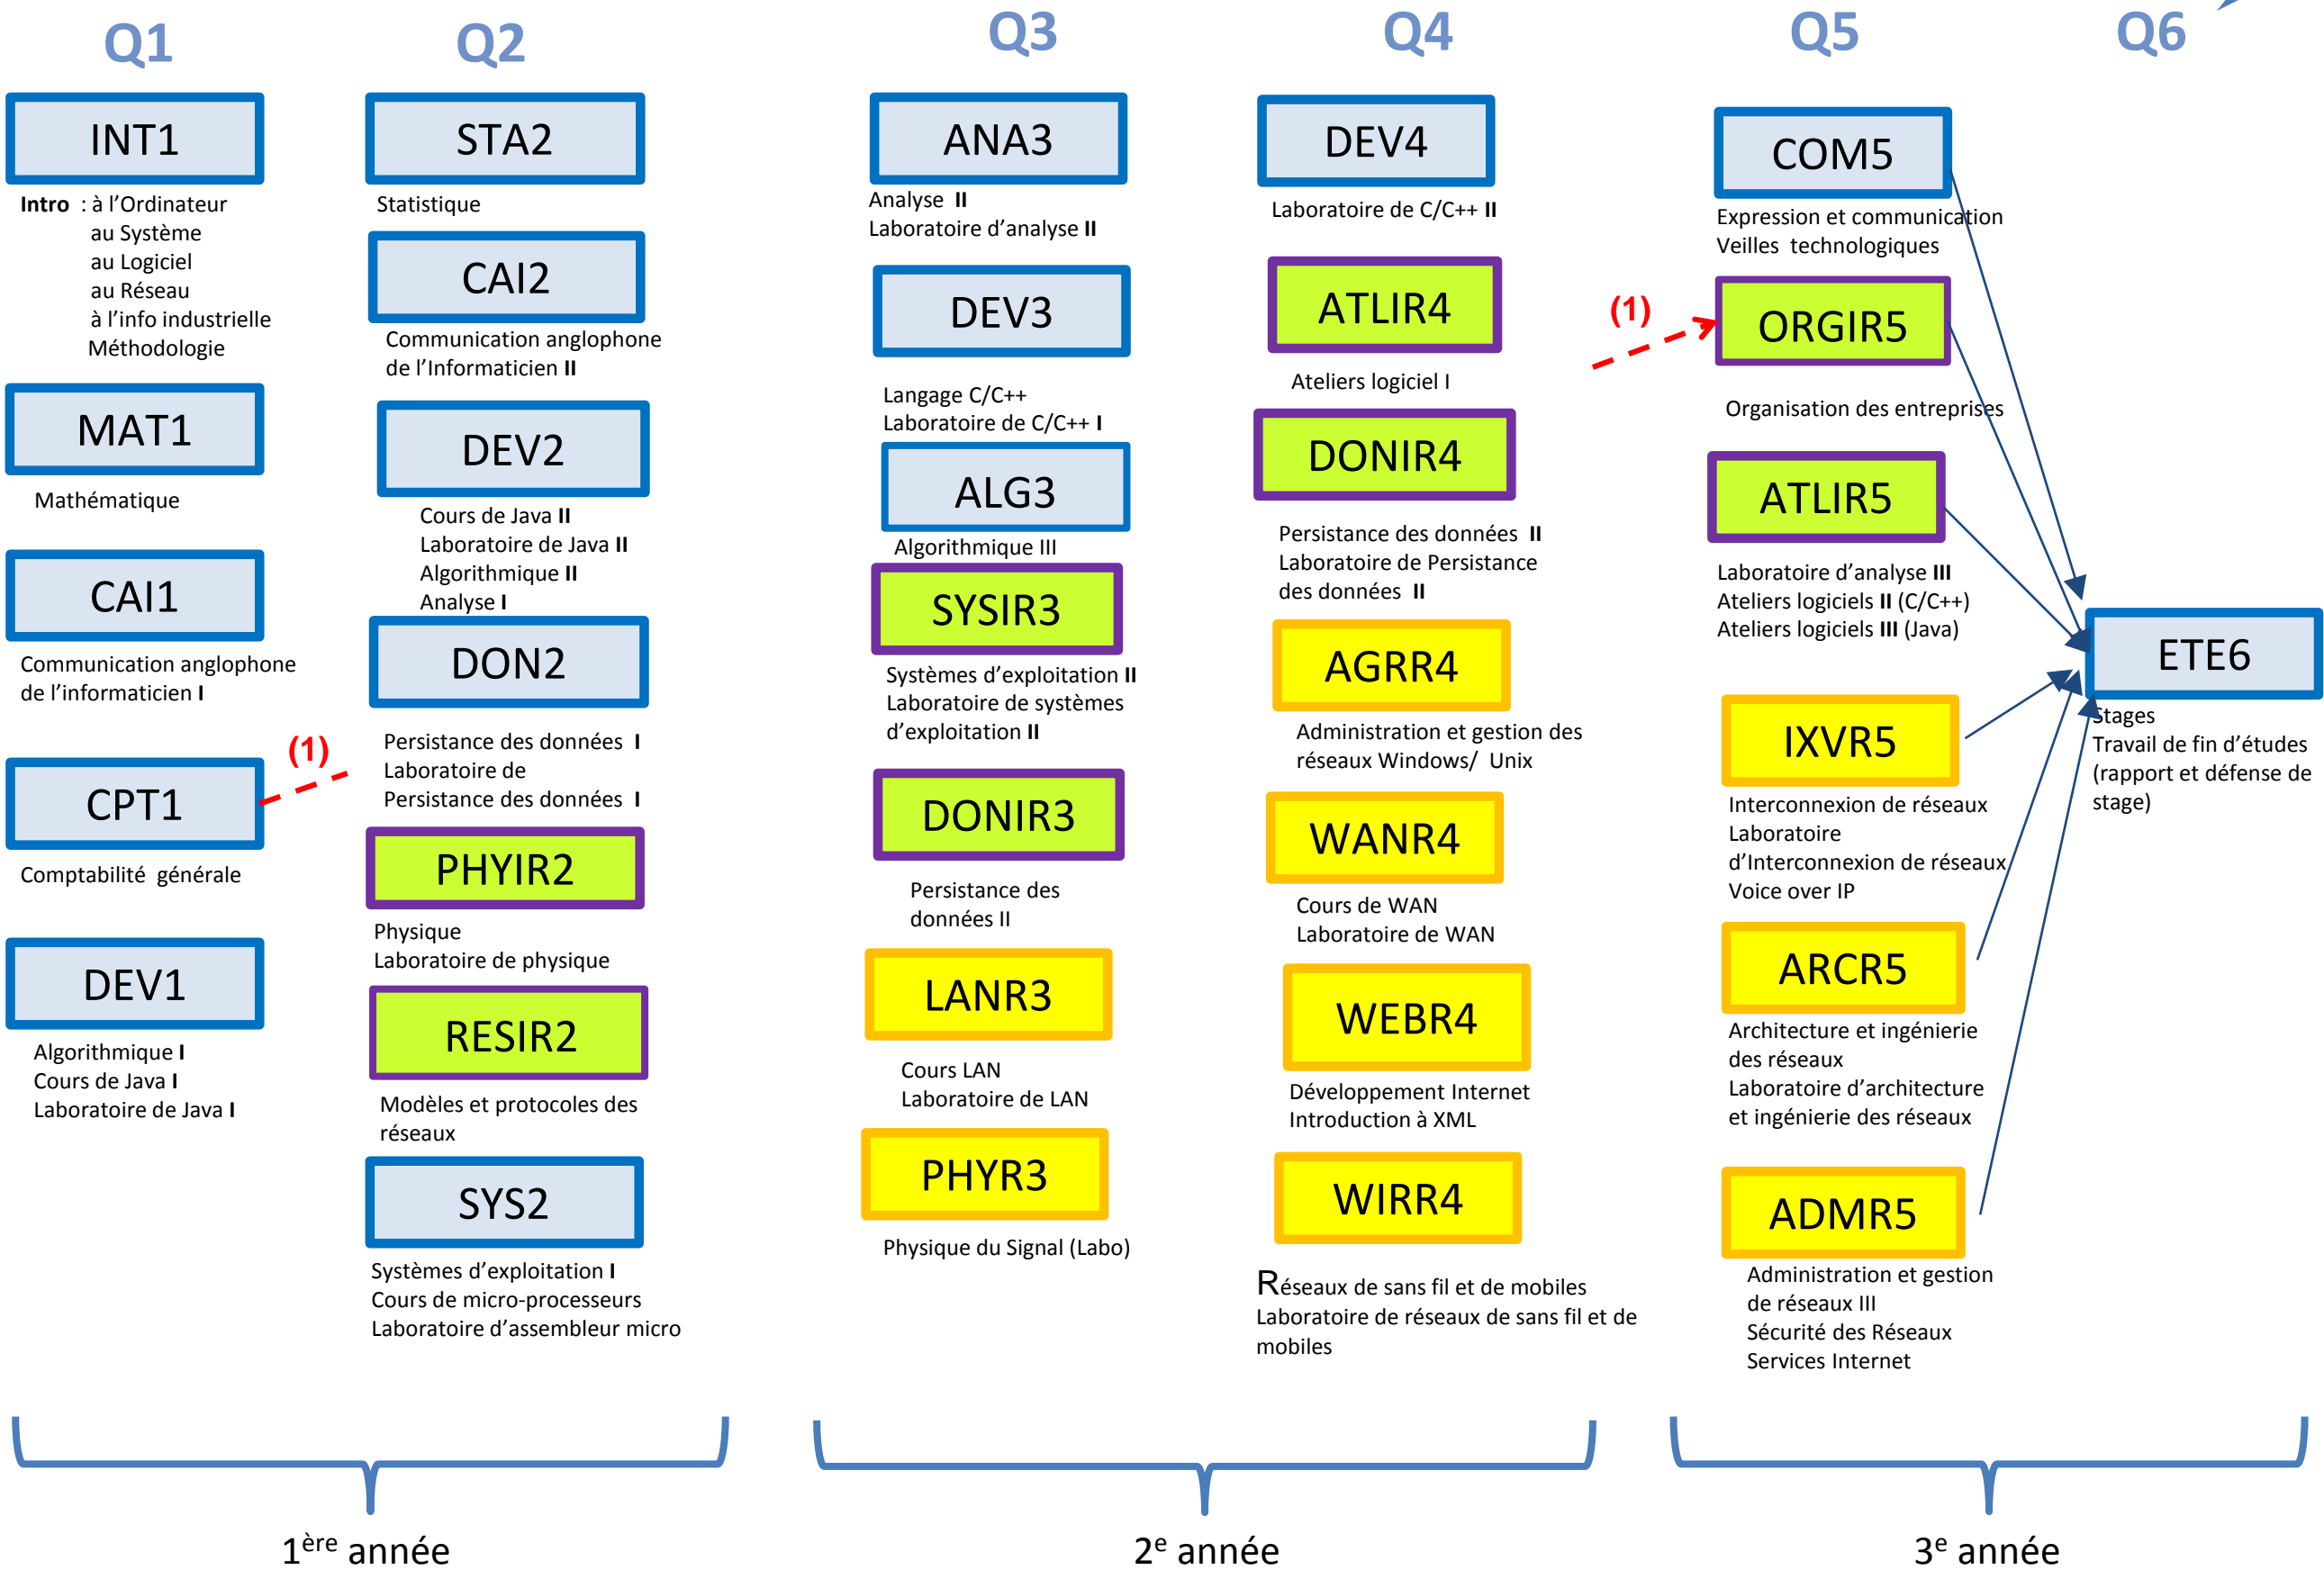 Q1
INT1
Intro : à l’Ordinateur
au Système
au Logiciel
au Réseau
à l’info industrielle
Méthodologie
MAT1
Mathématique
CAI1
Communication anglophone
de l’informaticien I
CPT1
(1)
Comptabilité générale
DEV1
Algorithmique I
Cours de Java I
Laboratoire de Java I
Q2
STA2
Statistique
CAI2
Communication anglophone
de l’Informaticien II
DEV2
Cours de Java II
Laboratoire de Java II
Algorithmique II
Analyse I
DON2
Persistance des données I
Laboratoire de
Persistance des données I
PHYIR2
Physique
Laboratoire de physique
RESIR2
Modèles et protocoles des
réseaux
SYS2
Systèmes d’exploitation I
Cours de micro-processeurs
Laboratoire d’assembleur micro
1ère année
Q3
ANA3
Analyse II
Laboratoire d’analyse II
DEV3
Langage C/C++
Laboratoire de C/C++ I
ALG3
Algorithmique III
SYSIR3
Systèmes d’exploitation II
Laboratoire de systèmes
d’exploitation II
DONIR3
Persistance des
données II
LANR3
Cours LAN
Laboratoire de LAN
PHYR3
Physique du Signal (Labo)
Q4
DEV4
Laboratoire de C/C++ II
ATLIR4
Ateliers logiciel I
DONIR4
Persistance des données II
Laboratoire de Persistance
des données II
AGRR4
Administration et gestion des
réseaux Windows/ Unix
WANR4
Cours de WAN
Laboratoire de WAN
WEBR4
Développement Internet
Introduction à XML
WIRR4
Réseaux de sans fil et de mobiles
Laboratoire de réseaux de sans fil et de
mobiles
2e année
Q5
COM5
Expression et communication
Veilles technologiques
(1)
ORGIR5
Organisation des entreprises
ATLIR5
Laboratoire d’analyse III
Ateliers logiciels II (C/C++)
Ateliers logiciels III (Java)
IXVR5
Interconnexion de réseaux
Laboratoire
d’Interconnexion de réseaux
Voice over IP
ARCR5
Architecture et ingénierie
des réseaux
Laboratoire d’architecture
et ingénierie des réseaux
ADMR5
Administration et gestion
de réseaux III
Sécurité des Réseaux
Services Internet
Q6
ETE6
Stages
Travail de fin d’études
(rapport et défense de
stage)
3e année